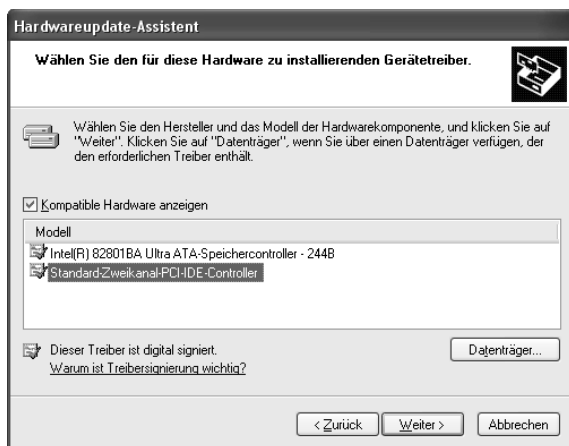 Hardwareupdate-Assistent
Wählen Sie den für diese Hardware zu installierenden Gerätetreiber.
Wählen Sie den Hersteller und das Modell der Hardwarekomponente, und klicken Sie auf
"Weiter". Klicken Sie auf "Datenträger", wenn Sie über einen Datenträger verfügen, der
den erforderlichen Treiber enthält.
Kompatible Hardware anzeigen
Modell
Intel(R) 82801BA Ultra ATA-Speichercontroller - 244B
Standard-Zweikanal-PCI-IDE-Controller
Dieser Treiber ist digital signiert.
Warum ist Treibersignierung wichtig?
Datenträger...
< Zurück
Weiter >
Abbrechen